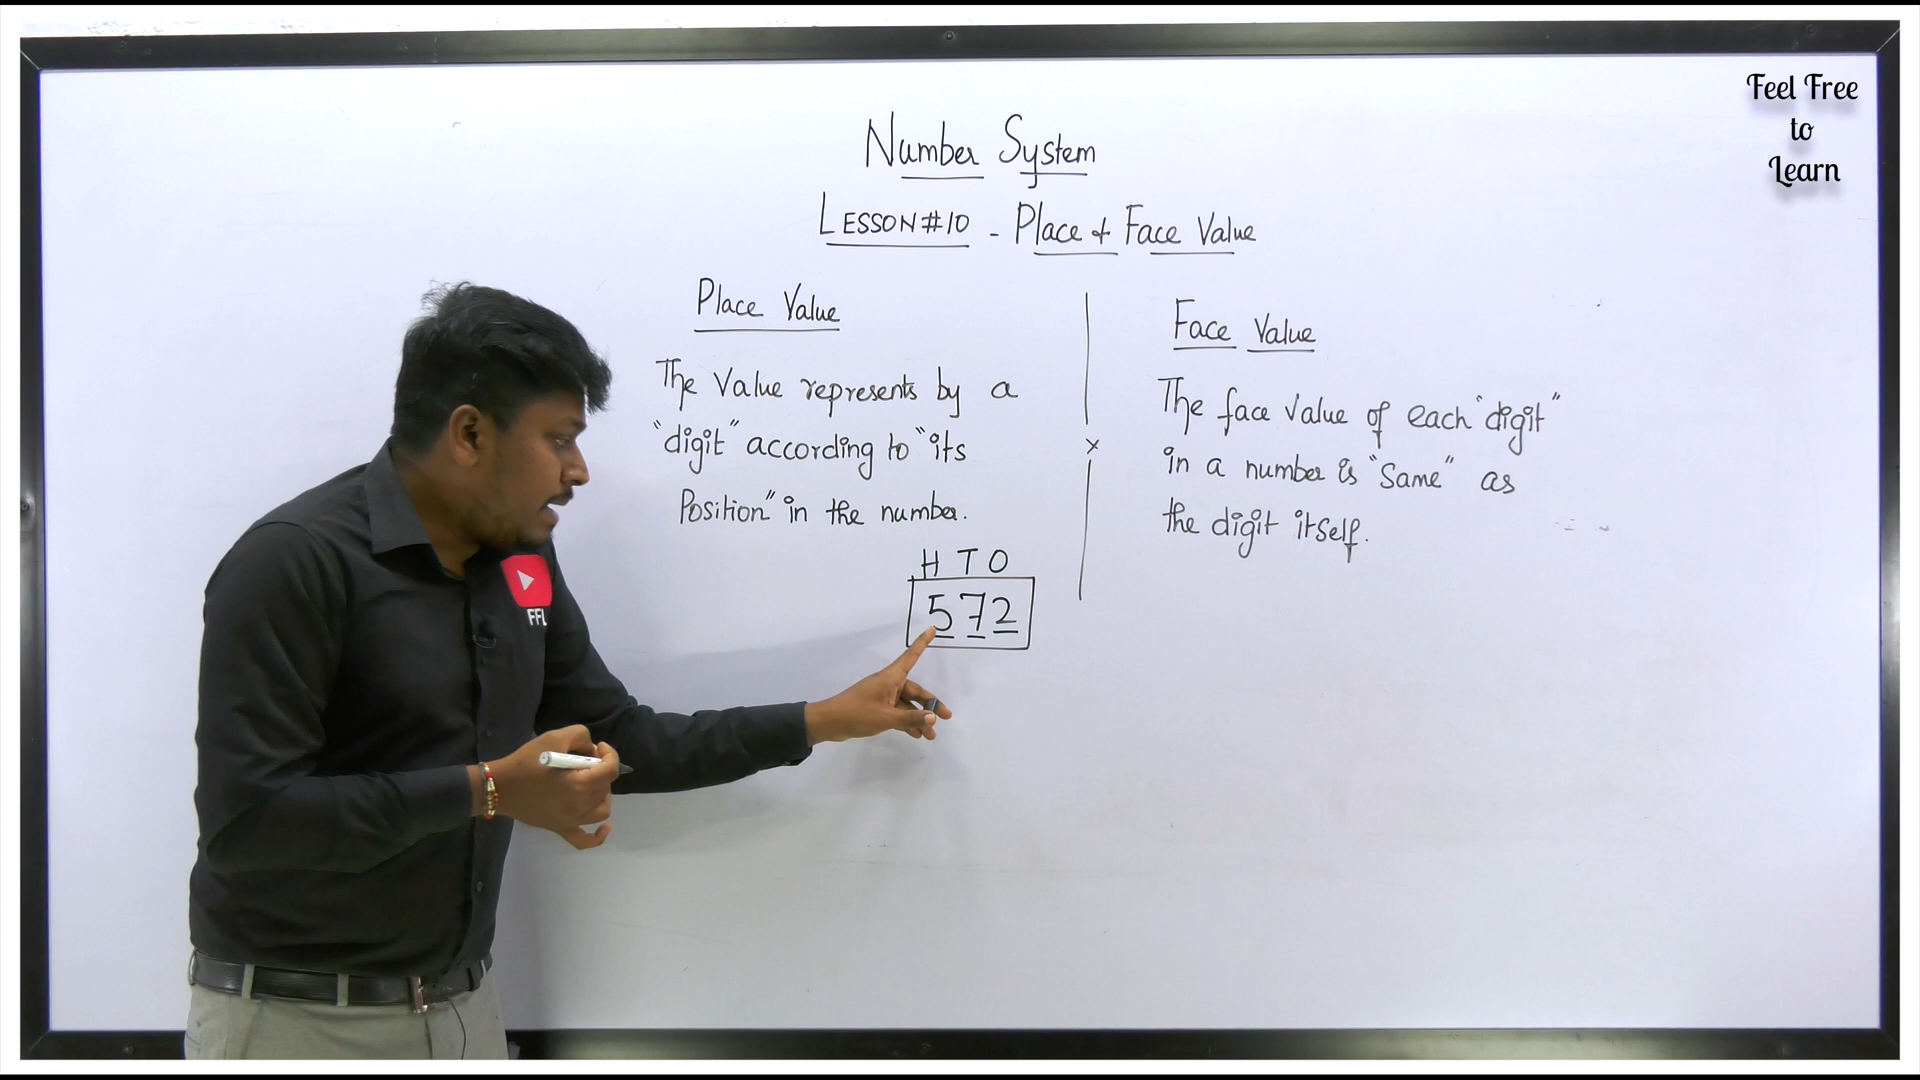 Feel Free
to
Learn
Number System
LESSON#10 - Place & Face Value
Place Value
The Value represents by a
"digit" according to "its
Position" in the number.
H T O
572
Face Value
The face Value of each "digit"
in a number is "Same" as
the digit itself.
FFL